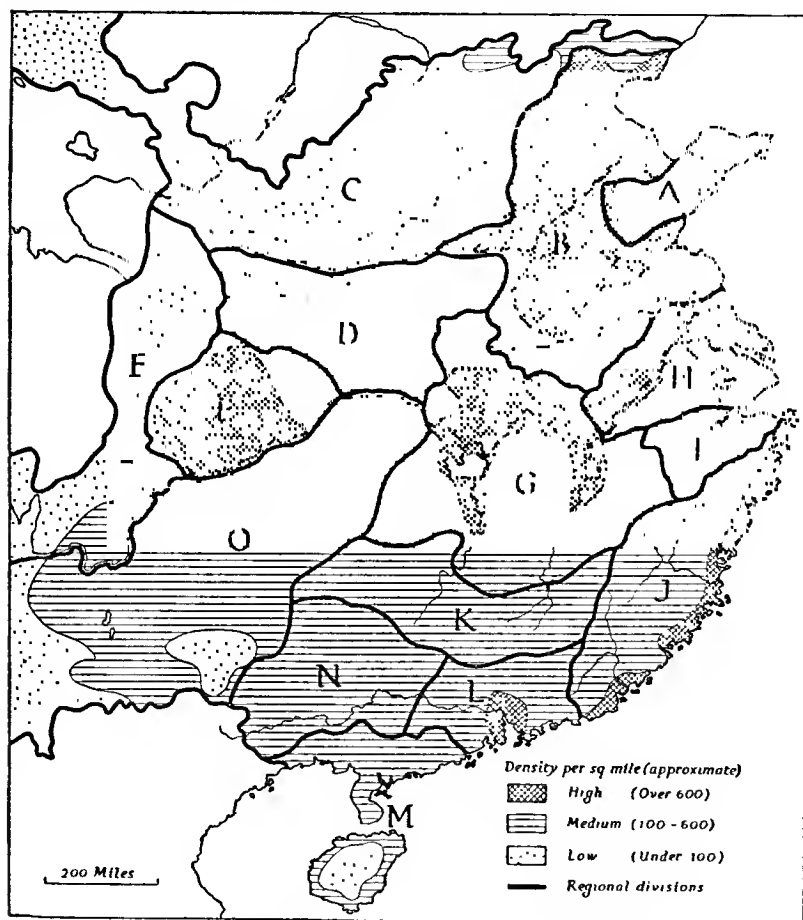 C
A
B
D
F
H
I
G
O
J
K
N
L
M
Density per sq mile (approximate)
High (Over 600)
Medium (100 - 600)
Low (Under 100)
Regional divisions
200 Miles